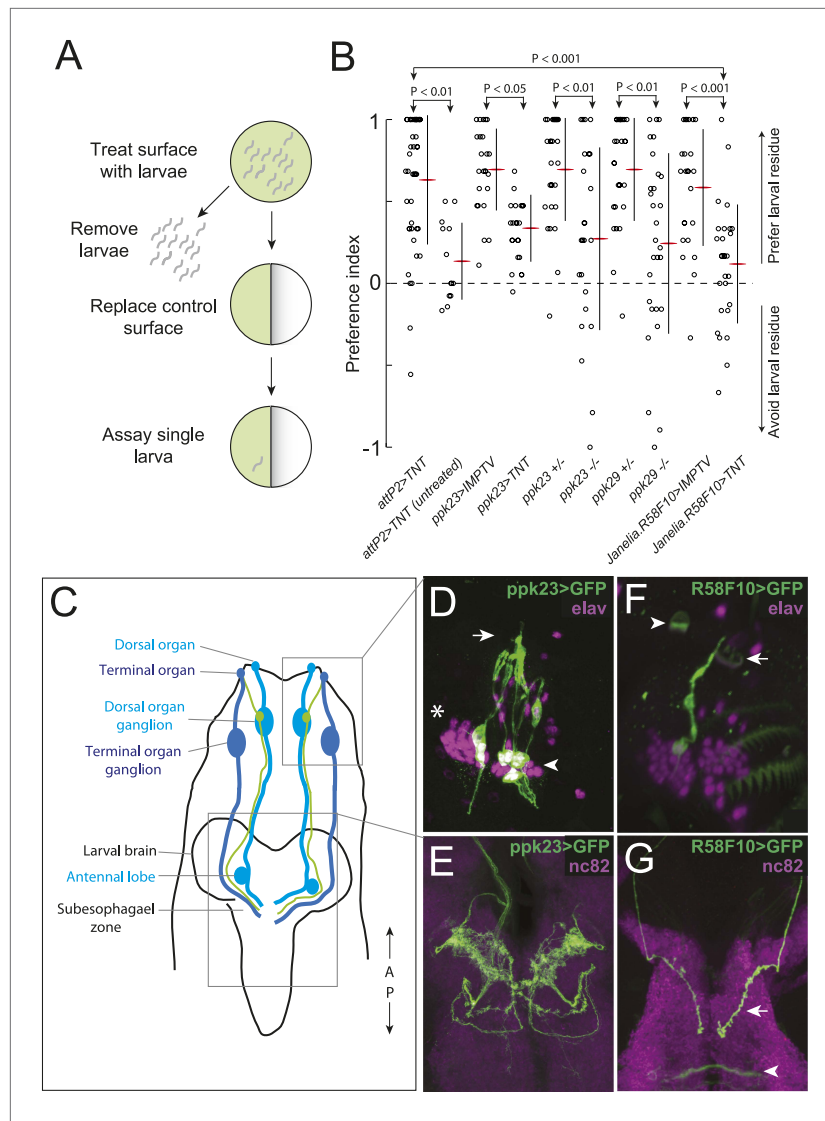 A
Treat surface
with larvae
Remove
larvae
Replace control
surface
Assay single
larva
B
P < 0.001
P < 0.01
P < 0.05
P < 0.01
P < 0.01
P < 0.001
Preference index
1
0
-1
Prefer larval residue
Avoid larval residue
attP2>TNT
attP2>TNT (untreated)
ppk23>IMPTV
ppk23>TNT
ppk23 +/-
ppk23 -/-
ppk29 +/-
ppk29 -/-
Janelia.R58F10>IMPTV
Janelia.R58F10>TNT
C
Dorsal organ
Terminal organ
Dorsal organ
ganglion
Terminal organ
ganglion
Larval brain
Antennal lobe
Subesophagael
zone
A
P
D
ppk23>GFP
elav
*
F
R58F10>GFP
elav
E
ppk23>GFP
nc82
G
R58F10>GFP
nc82